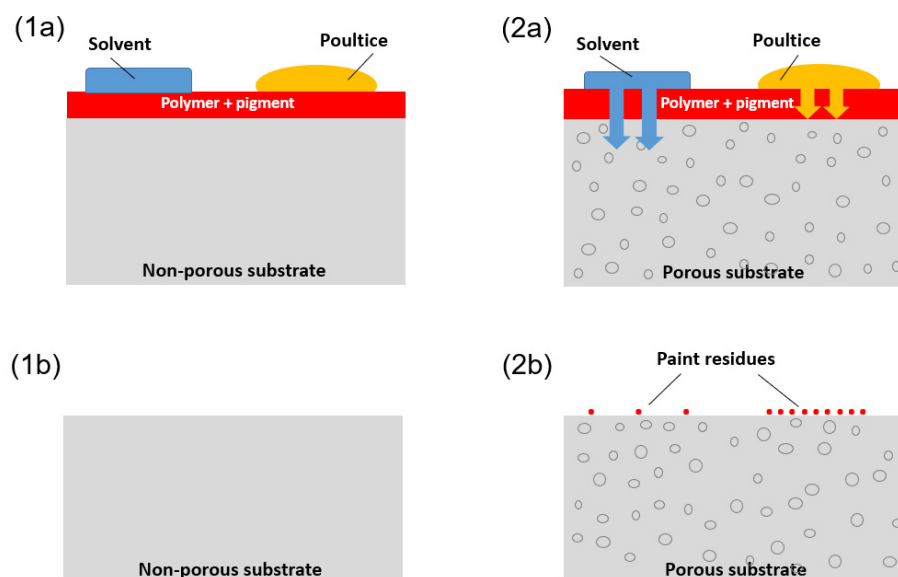 (1a)
Solvent
Poultice
Polymer + pigment
Non-porous substrate
(2a)
Solvent
Poultice
Polymer + pigment
Porous substrate
(1b)
Non-porous substrate
(2b)
Paint residues
Porous substrate